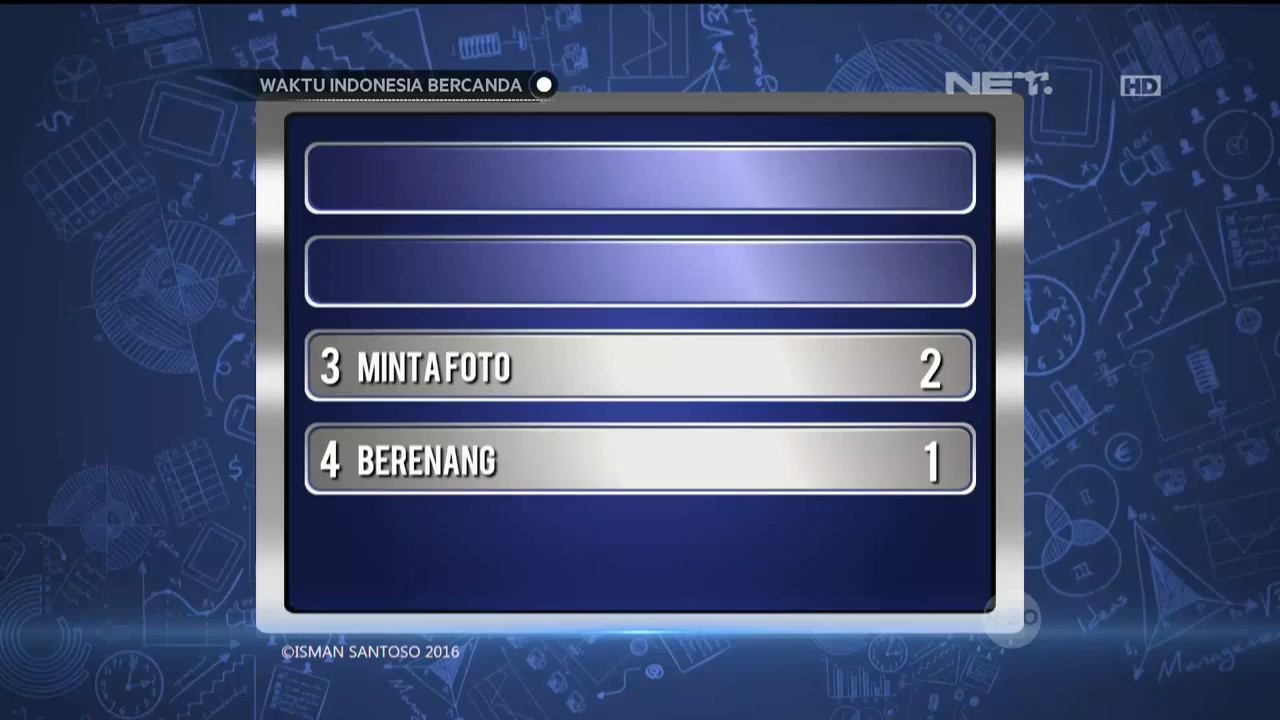 WAKTU INDONESIA BERCANDA
NET.
HD
3 MINTA FOTO 2
4 BERENANG 1
©ISMAN SANTOSO 2016